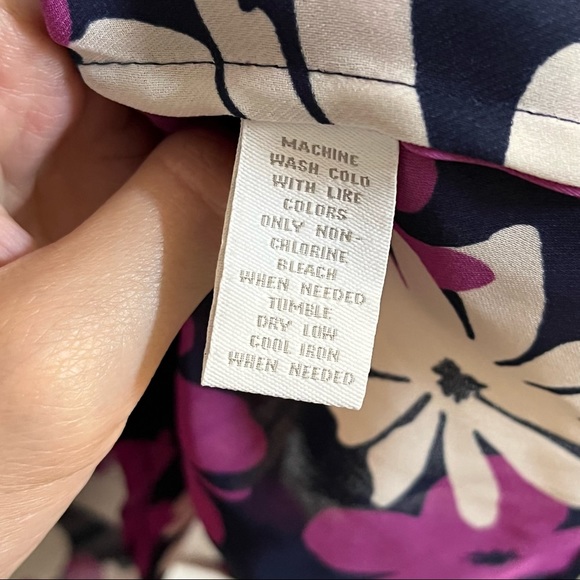 MACHINE
WASH COLD
WITH LIKE
COLORS
ONLY NON-
CHLORINE
BLEACH
WHEN NEEDED
TUMBLE
DRY LOW
COOL IRON
WHEN NEEDED